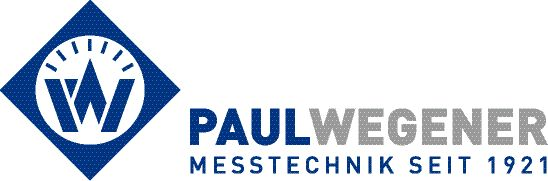 W
PAULWEGENER
MESSTECHNIK SEIT 1921